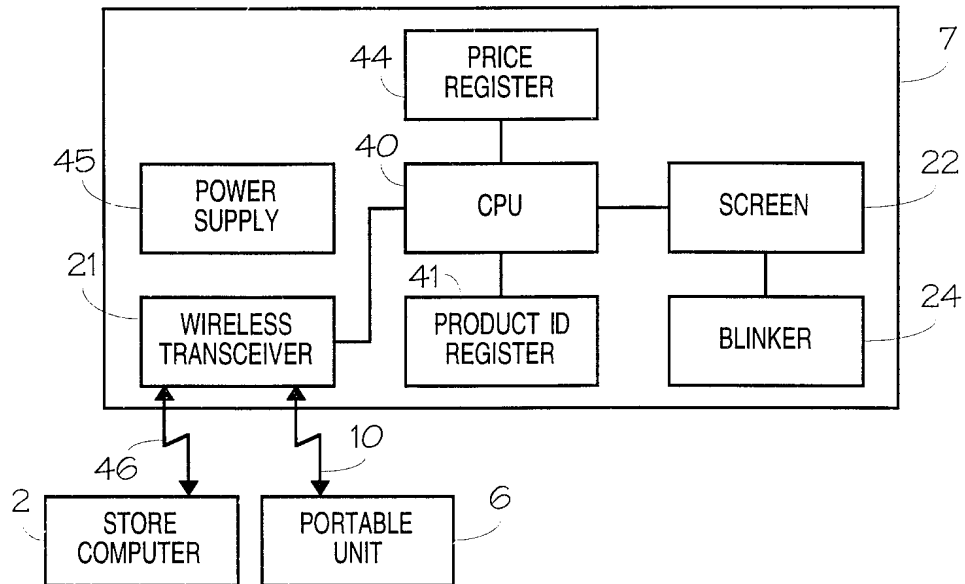 7
44
PRICE
REGISTER
40
CPU
45
POWER
SUPPLY
22
SCREEN
21
WIRELESS
TRANSCEIVER
41
PRODUCT ID
REGISTER
24
BLINKER
46
10
2
STORE
COMPUTER
6
PORTABLE
UNIT